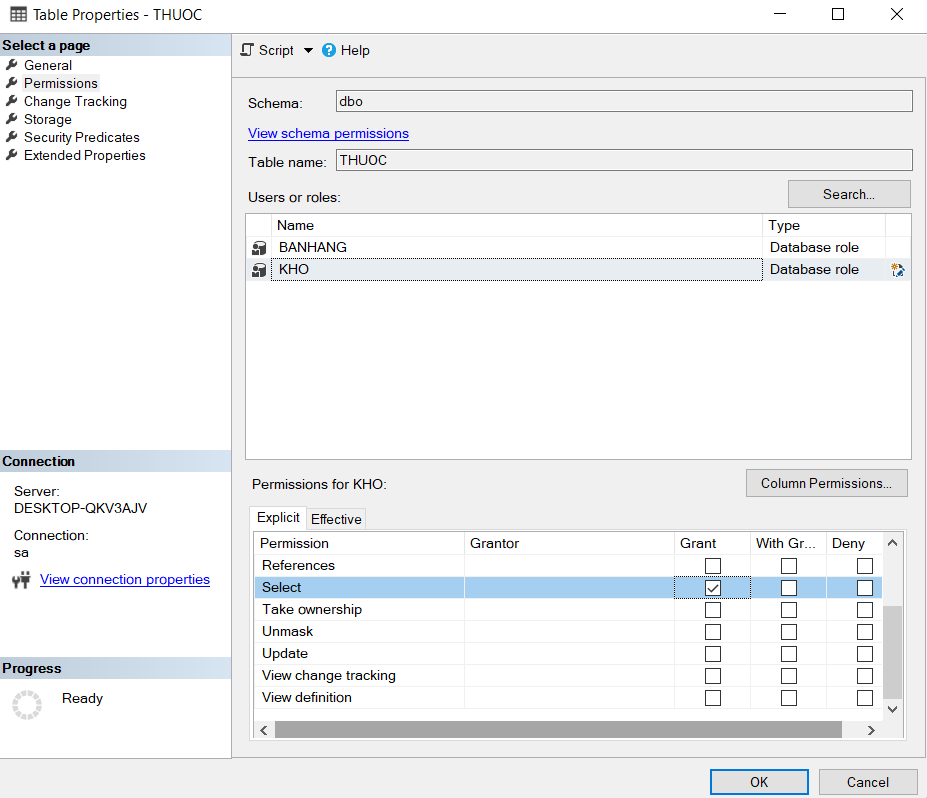 Table Properties - THUOC
Select a page
General
Permissions
Change Tracking
Storage
Security Predicates
Extended Properties
Connection
Server:
DESKTOP-QKV3AJV
Connection:
sa
View connection properties
Progress
Ready
Script Help
Schema: dbo
View schema permissions
Table name: THUOC
Users or roles: Search...
Name Type
BANHANG Database role
KHO Database role
Permissions for KHO: Column Permissions...
Explicit Effective
Permission Grantor Grant With Gr... Deny
References
Select
Take ownership
Unmask
Update
View change tracking
View definition
OK Cancel